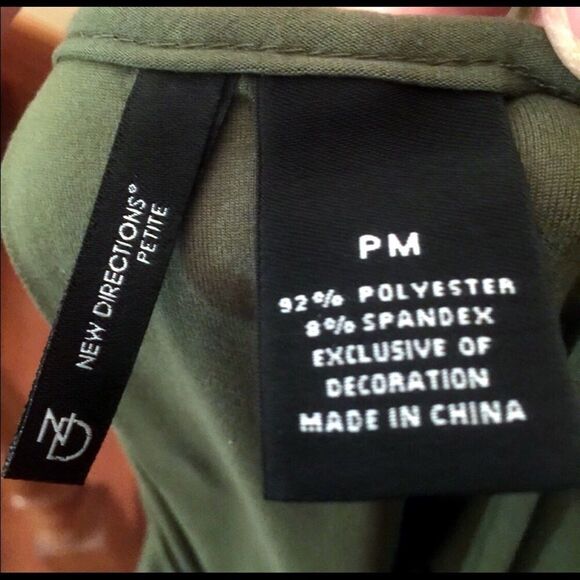 NEW DIRECTIONS®
PETITE
ND
PM
92% POLYESTER
8% SPANDEX
EXCLUSIVE OF
DECORATION
MADE IN CHINA